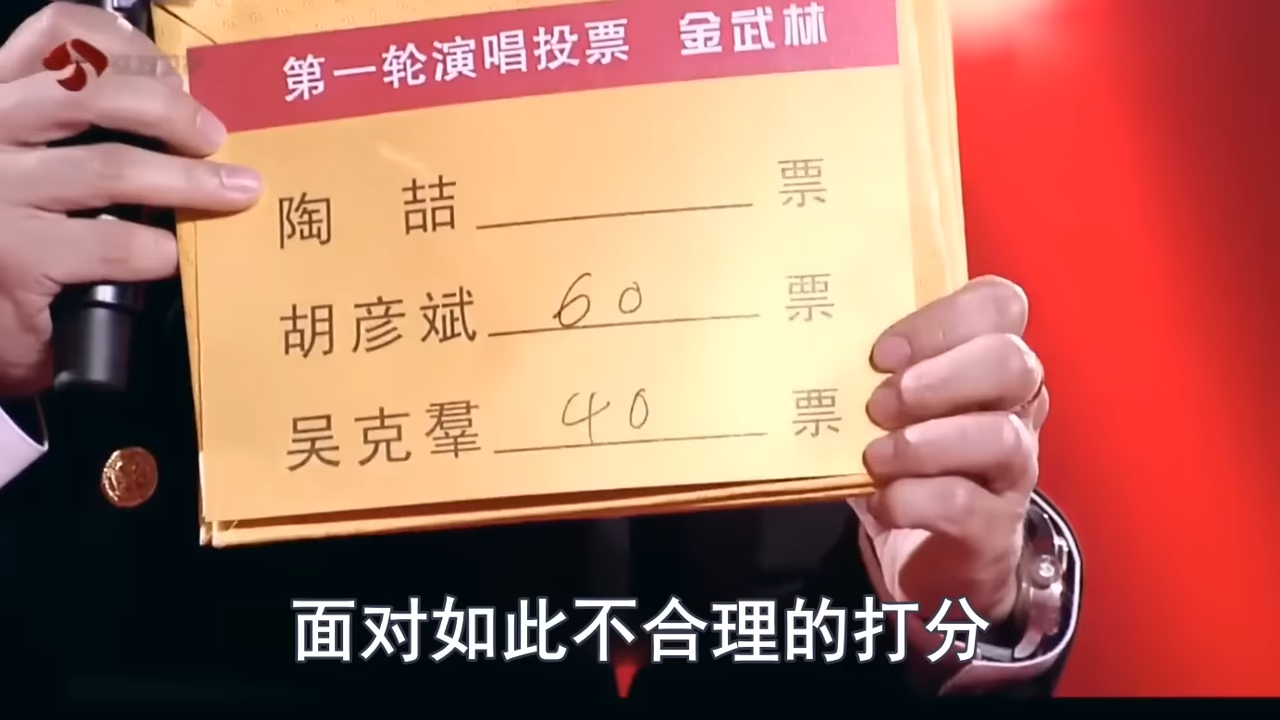 第一轮演唱投票 金武林
陶喆 票
胡彦斌 60 票
吴克羣 40 票
面对如此不合理的打分